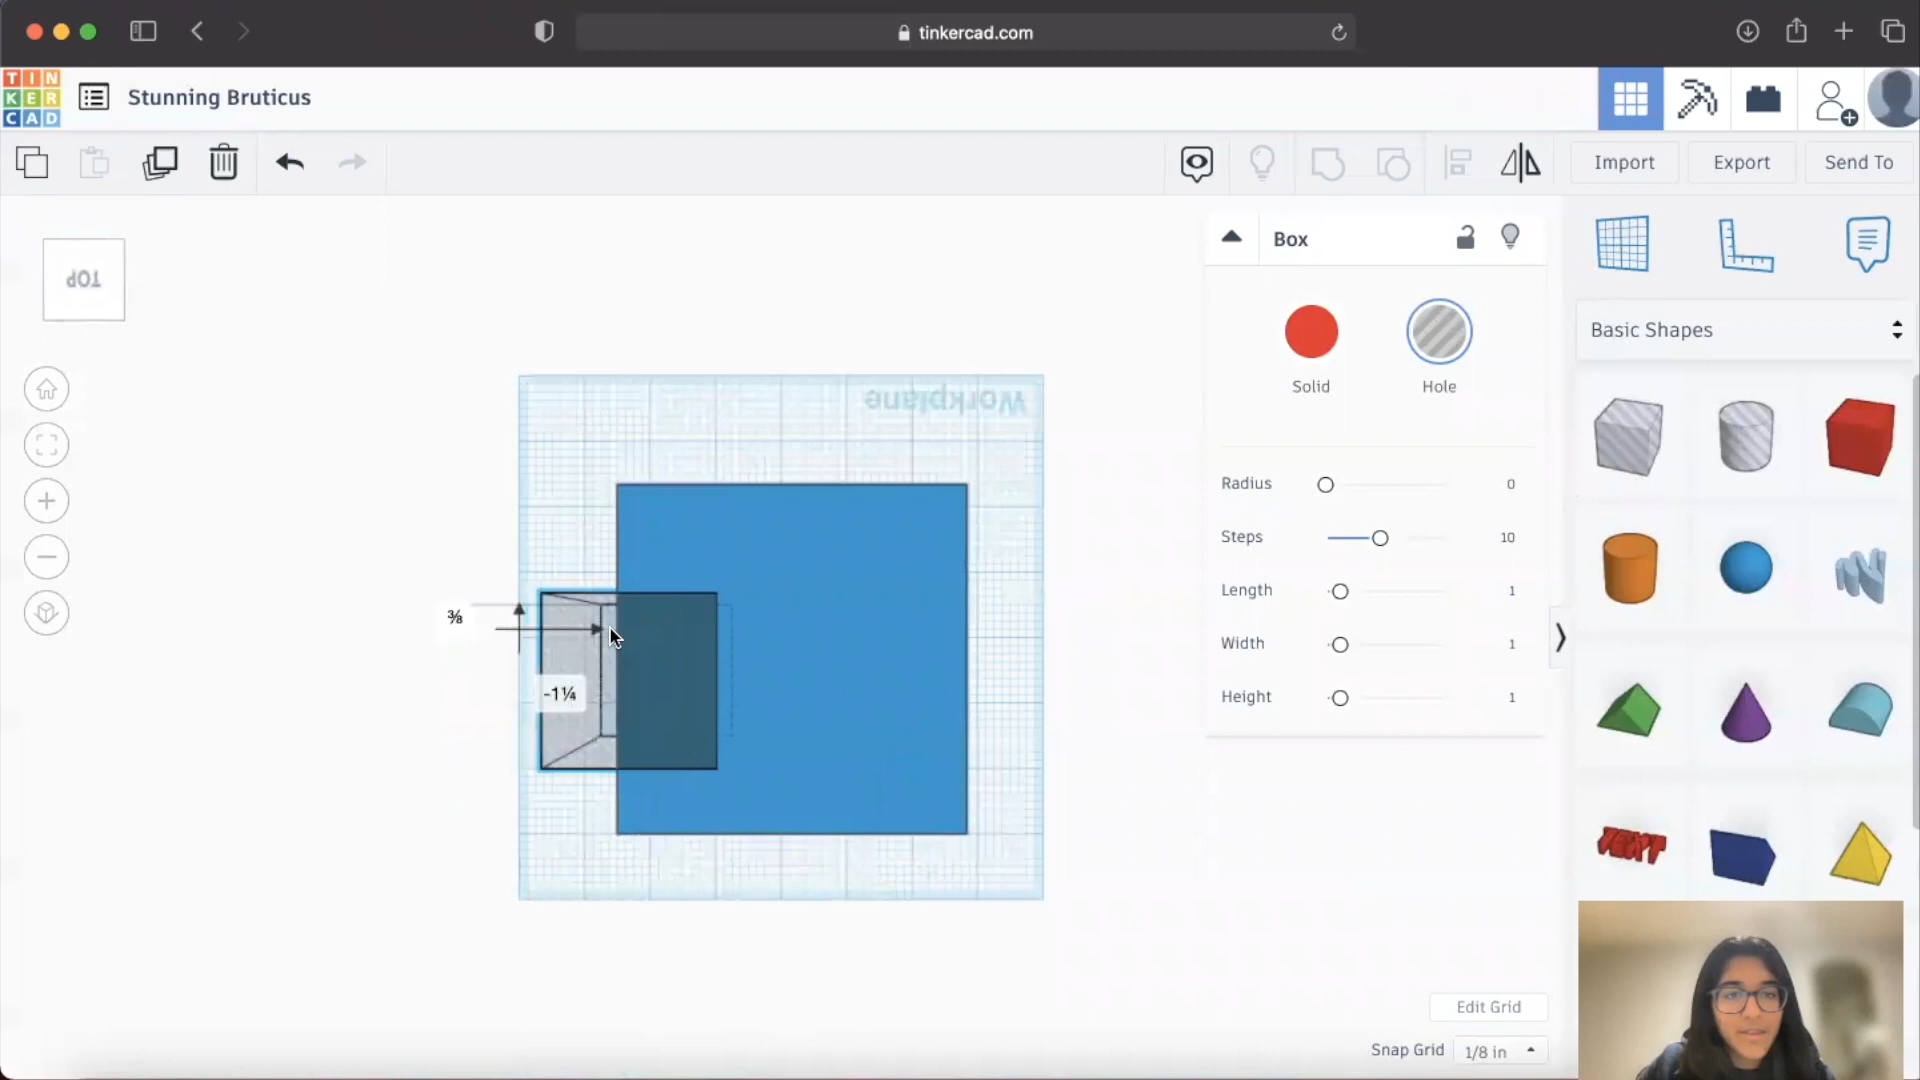 tinkercad.com
TIN
KER
CAD
Stunning Bruticus
Import
Export
Send To
TOP
Box
Solid
Hole
Basic Shapes
Workplane
Radius
0
Steps
10
Length
1
Width
1
Height
1
⅜
-1¼
TEXT
Edit Grid
Snap Grid
1/8 in